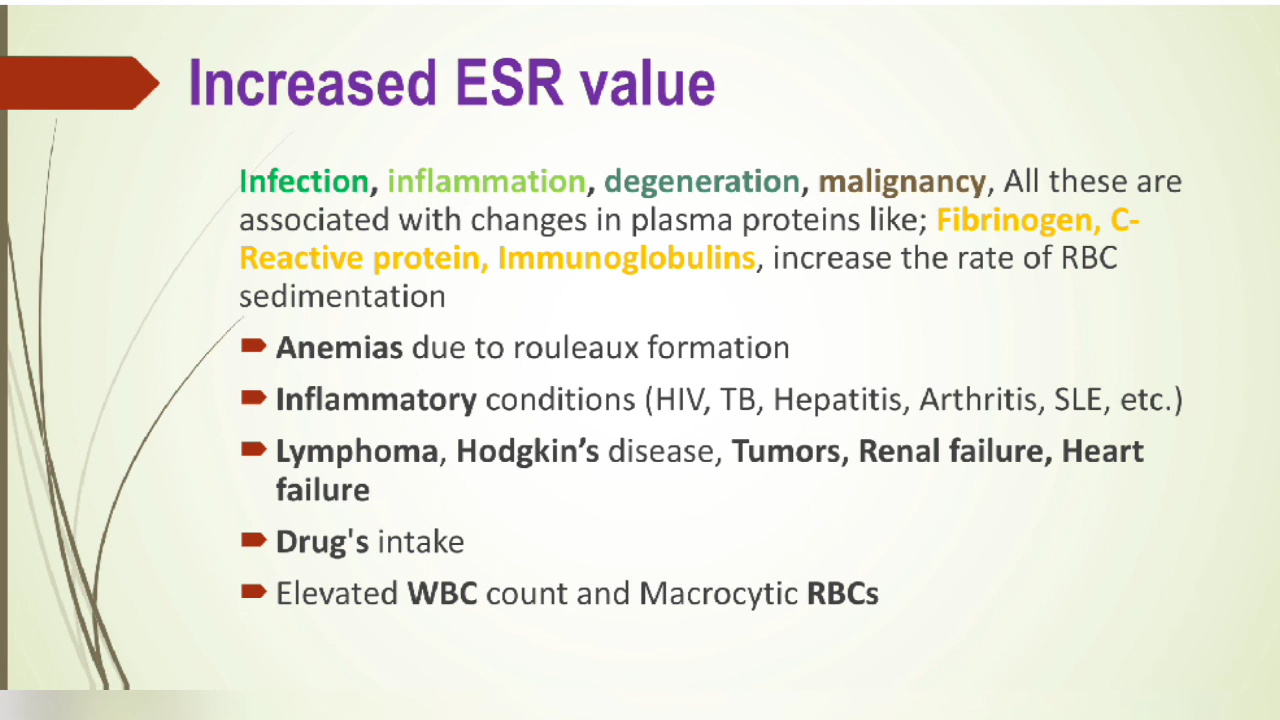 Increased ESR value
Infection, inflammation, degeneration, malignancy, All these are
associated with changes in plasma proteins like; Fibrinogen, C-
Reactive protein, Immunoglobulins, increase the rate of RBC
sedimentation
Anemias due to rouleaux formation
Inflammatory conditions (HIV, TB, Hepatitis, Arthritis, SLE, etc.)
Lymphoma, Hodgkin’s disease, Tumors, Renal failure, Heart
failure
Drug's intake
Elevated WBC count and Macrocytic RBCs